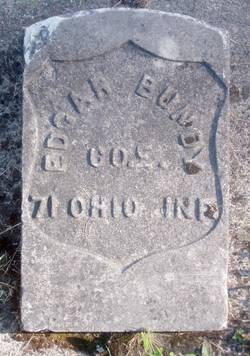 EDGAR BUNDY
CO.
71 OHIO INF